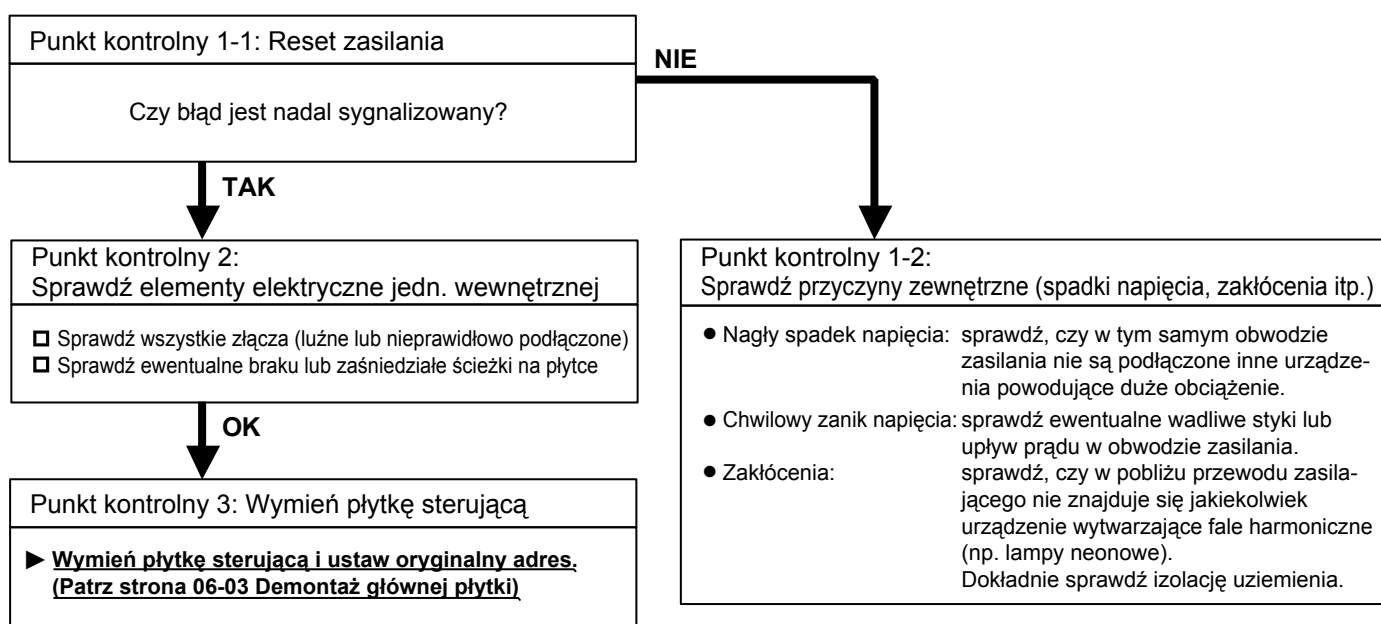 Punkt kontrolny 1-1: Reset zasilania
Czy błąd jest nadal sygnalizowany?
NIE
TAK
Punkt kontrolny 2:
Sprawdź elementy elektryczne jedn. wewnętrznej
Sprawdź wszystkie złącza (luźne lub nieprawidłowo podłączone)
Sprawdź ewentualne braku lub zaśniedziałe ścieżki na płytce
OK
Punkt kontrolny 3: Wymień płytkę sterującą
► Wymień płytkę sterującą i ustaw oryginalny adres.
(Patrz strona 06-03 Demontaż głównej płytki)
Punkt kontrolny 1-2:
Sprawdź przyczyny zewnętrzne (spadki napięcia, zakłócenia itp.)
● Nagły spadek napięcia: sprawdź, czy w tym samym obwodzie
zasilania nie są podłączone inne urządze-
nia powodujące duże obciążenie.
● Chwilowy zanik napięcia: sprawdź ewentualne wadliwe styki lub
upływ prądu w obwodzie zasilania.
● Zakłócenia: sprawdź, czy w pobliżu przewodu zasila-
jącego nie znajduje się jakiekolwiek
urządzenie wytwarzające fale harmoniczne
(np. lampy neonowe).
Dokładnie sprawdź izolację uziemienia.